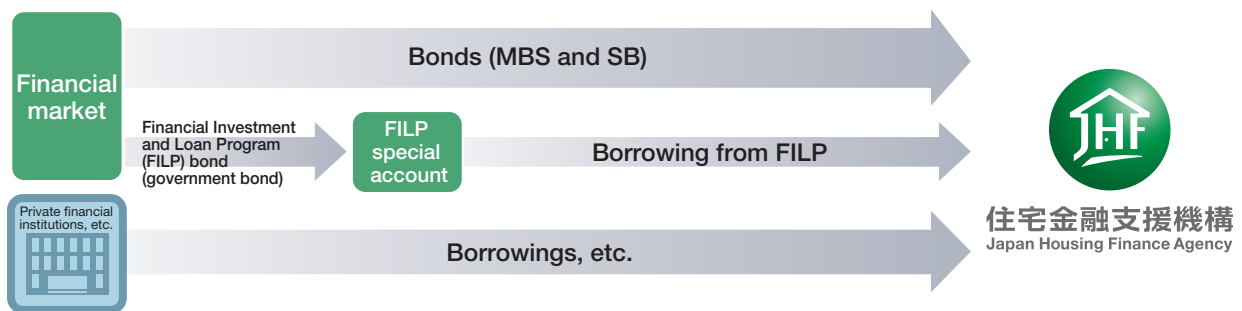 Financial
market
Bonds (MBS and SB)
Financial Investment
and Loan Program
(FILP) bond
(government bond)
FILP
special
account
Borrowing from FILP
Private financial
institutions, etc.
Borrowings, etc.
JHF
住宅金融支援機構
Japan Housing Finance Agency